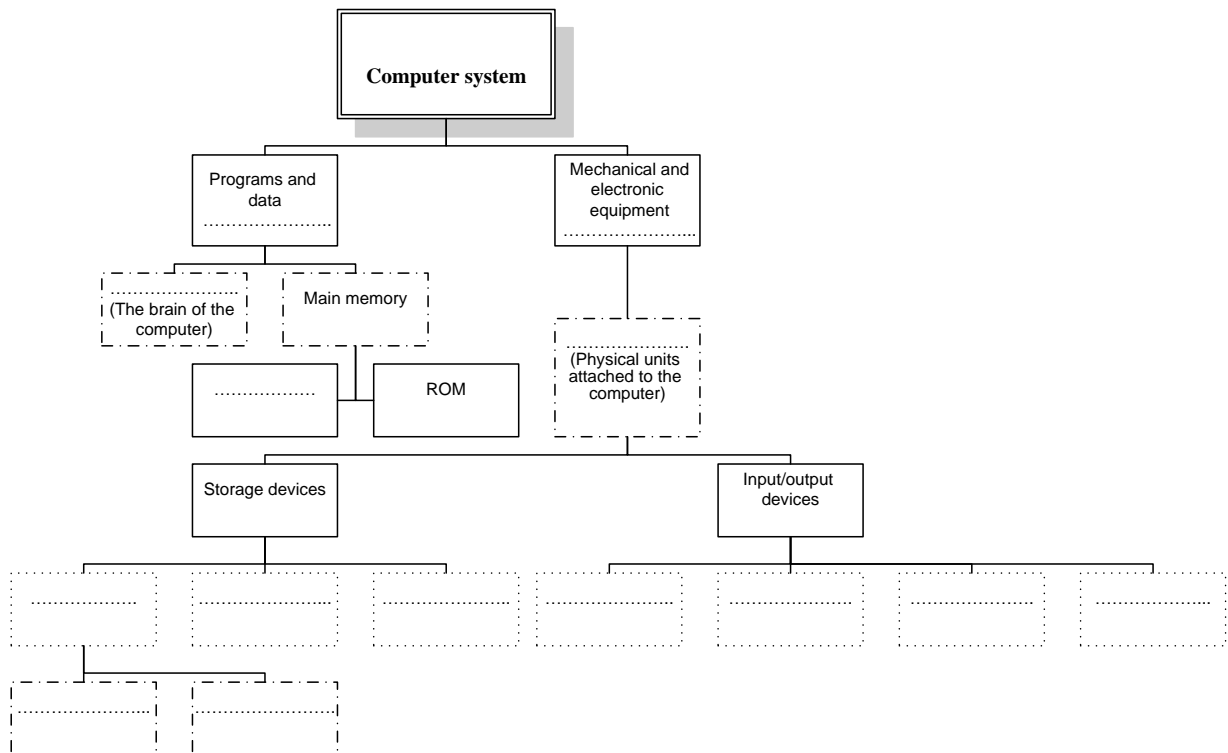 Computer system
Programs and
data
…………………..
Mechanical and
electronic
equipment
…………………...
…………………..
(The brain of the
computer)
Main memory
…………………..
(Physical units
attached to the
computer)
………………
ROM
Storage devices
Input/output
devices
………………..
…………………...
…………………..
…………………..
…………………..
…………………..
…………………..
…………………...
…………………..